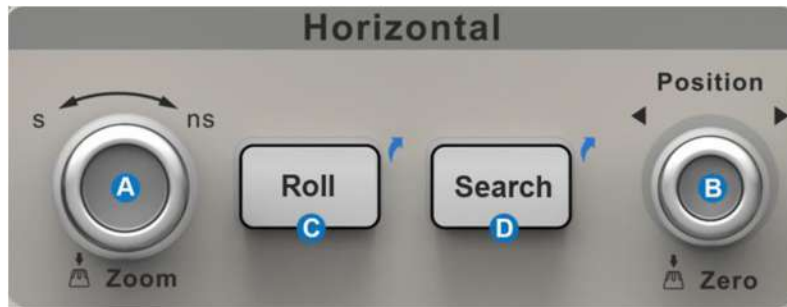 Horizontal
Position
s
ns
A
Roll
Search
B
C
D
Zoom
Zero